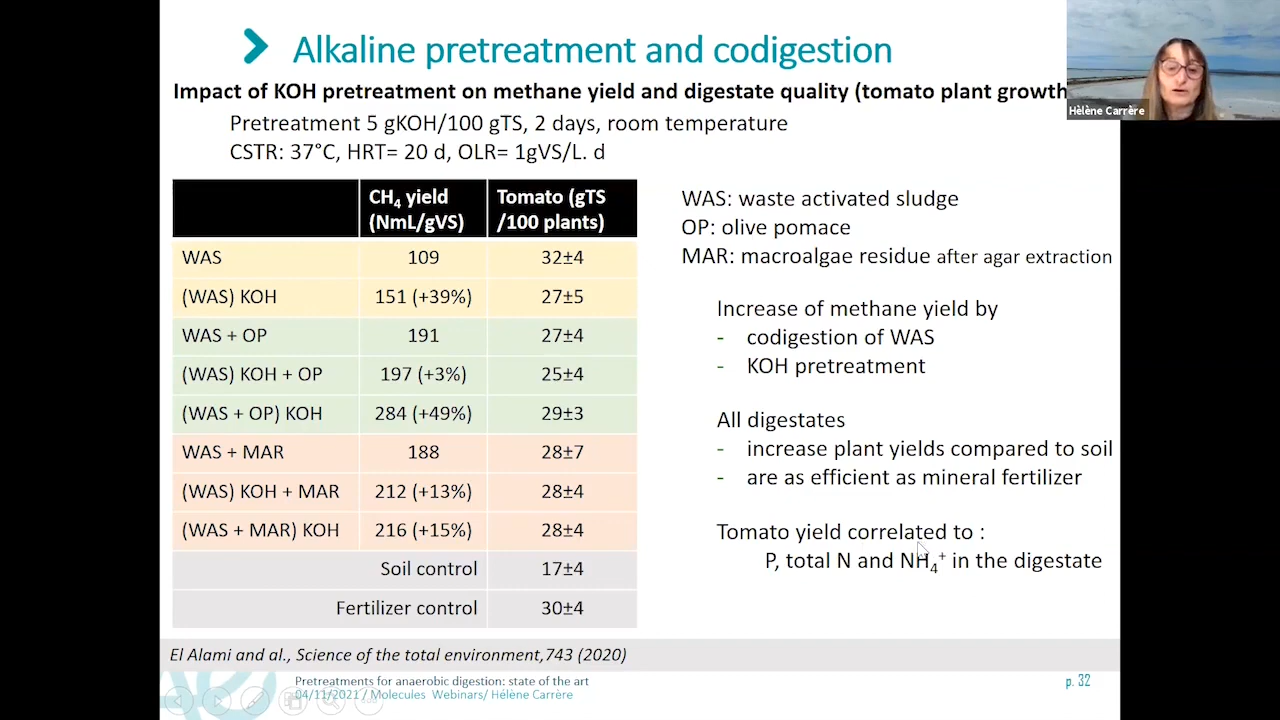 Alkaline pretreatment and codigestion
Impact of KOH pretreatment on methane yield and digestate quality (tomato plant growth
Hélène Carrère
Pretreatment 5 gKOH/100 gTS, 2 days, room temperature
CSTR: 37°C, HRT= 20 d, OLR= 1gVS/L. d
CH₄ yield (NmL/gVS) Tomato (gTS /100 plants)
WAS 109 32±4
(WAS) KOH 151 (+39%) 27±5
WAS + OP 191 27±4
(WAS) KOH + OP 197 (+3%) 25±4
(WAS + OP) KOH 284 (+49%) 29±3
WAS + MAR 188 28±7
(WAS) KOH + MAR 212 (+13%) 28±4
(WAS + MAR) KOH 216 (+15%) 28±4
Soil control 17±4
Fertilizer control 30±4
WAS: waste activated sludge
OP: olive pomace
MAR: macroalgae residue after agar extraction
Increase of methane yield by
- codigestion of WAS
- KOH pretreatment
All digestates
- increase plant yields compared to soil
- are as efficient as mineral fertilizer
Tomato yield correlated to :
P, total N and NH₄⁺ in the digestate
El Alami and al., Science of the total environment,743 (2020)
Pretreatments for anaerobic digestion: state of the art
04/11/2021 / Molecules Webinars/ Hélène Carrère
p. 32